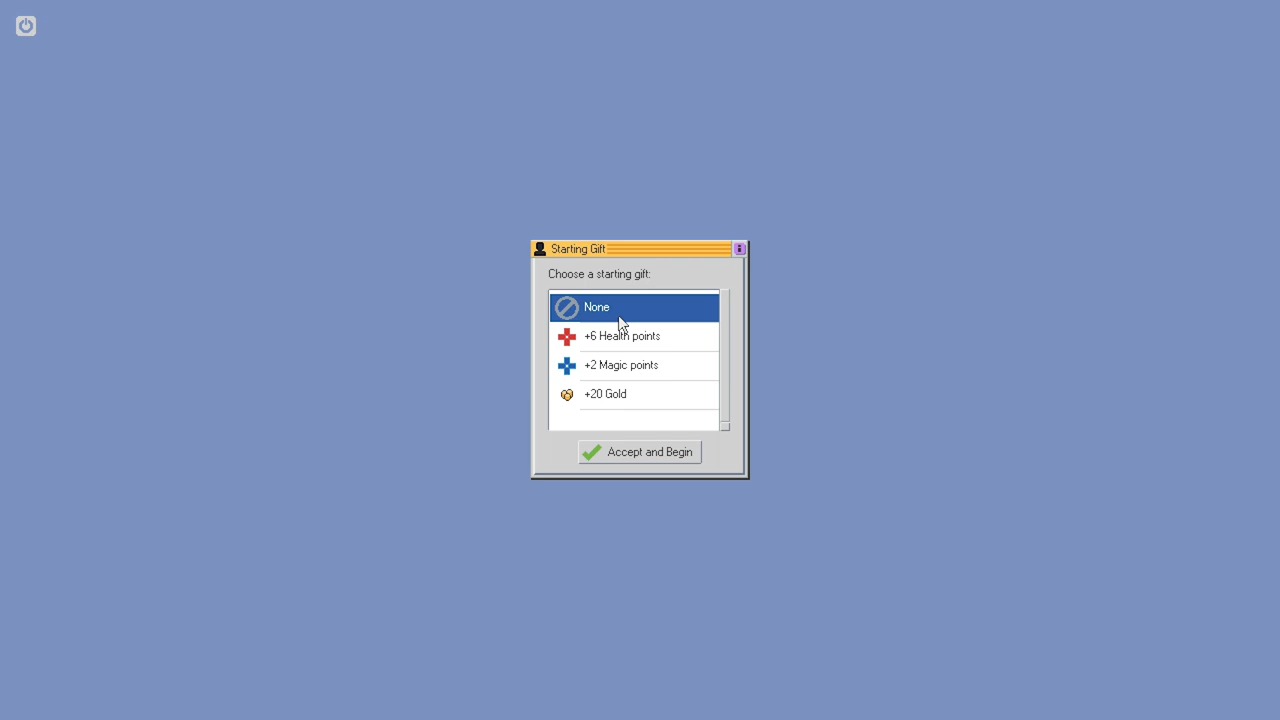 Starting Gift
Choose a starting gift:
None
+6 Health points
+2 Magic points
+20 Gold
Accept and Begin